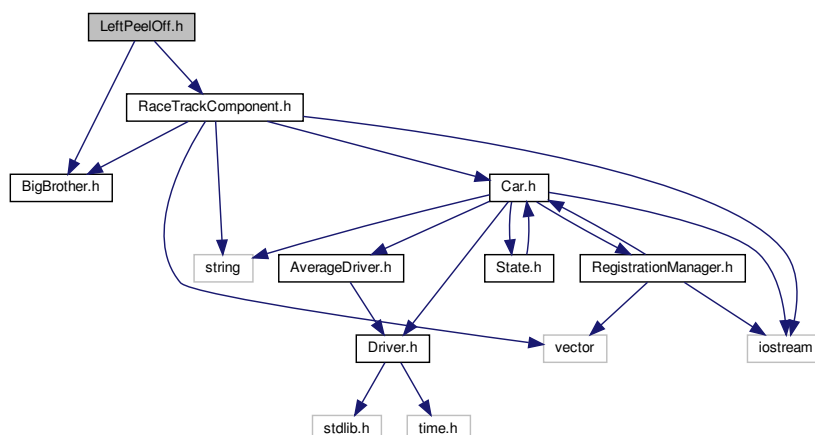 LeftPeelOff.h
RaceTrackComponent.h
BigBrother.h
Car.h
string
AverageDriver.h
State.h
RegistrationManager.h
Driver.h
vector
iostream
stdlib.h
time.h